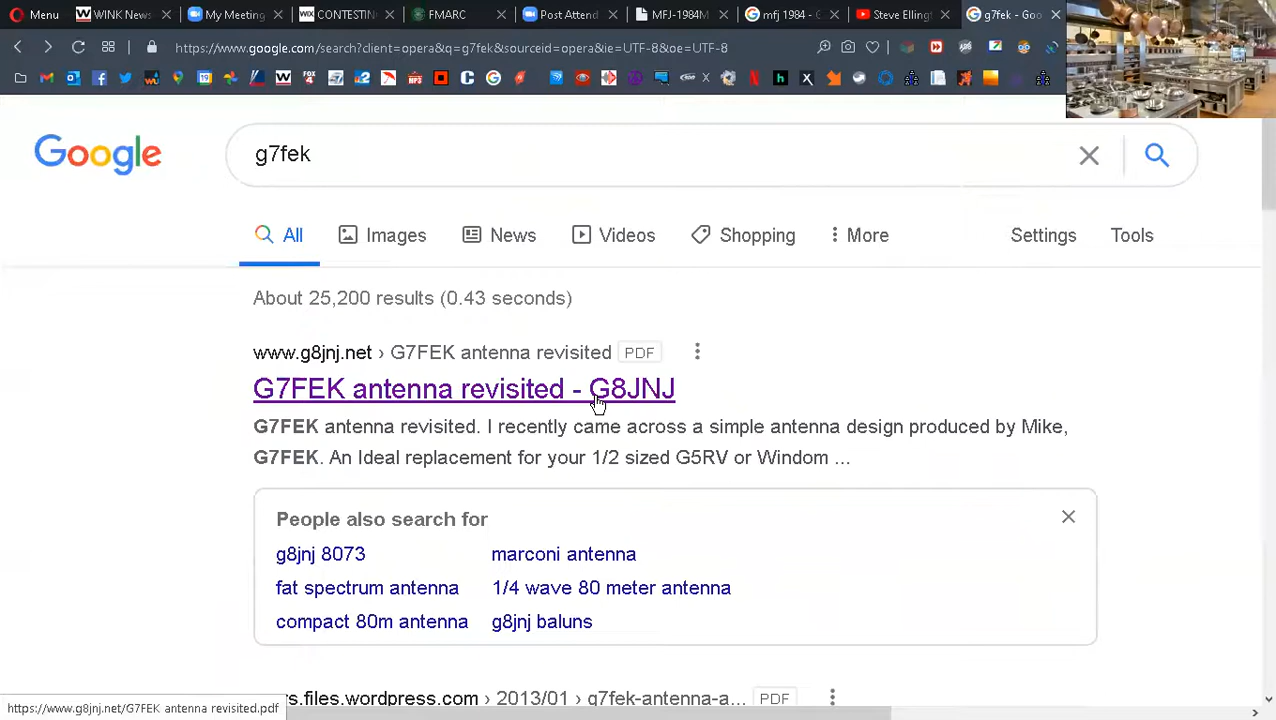 Menu
WINK News
My Meeting
CONTESTIN
FMARC
Post Attend
MFJ-1984M
mfj 1984 - G
Steve Ellingt
g7fek - Goo
https://www.google.com/search?client=opera&q=g7fek&sourceid=opera&ie=UTF-8&oe=UTF-8
Google
g7fek
All
Images
News
Videos
Shopping
More
Settings
Tools
About 25,200 results (0.43 seconds)
www.g8jnj.net › G7FEK antenna revisited PDF
G7FEK antenna revisited - G8JNJ
G7FEK antenna revisited. I recently came across a simple antenna design produced by Mike,
G7FEK. An Ideal replacement for your 1/2 sized G5RV or Windom ...
People also search for
g8jnj 8073 marconi antenna
fat spectrum antenna 1/4 wave 80 meter antenna
compact 80m antenna g8jnj baluns
rs.files.wordpress.com › 2013/01 › g7fek-antenna-a... PDF
https://www.g8jnj.net/G7FEK antenna revisited.pdf